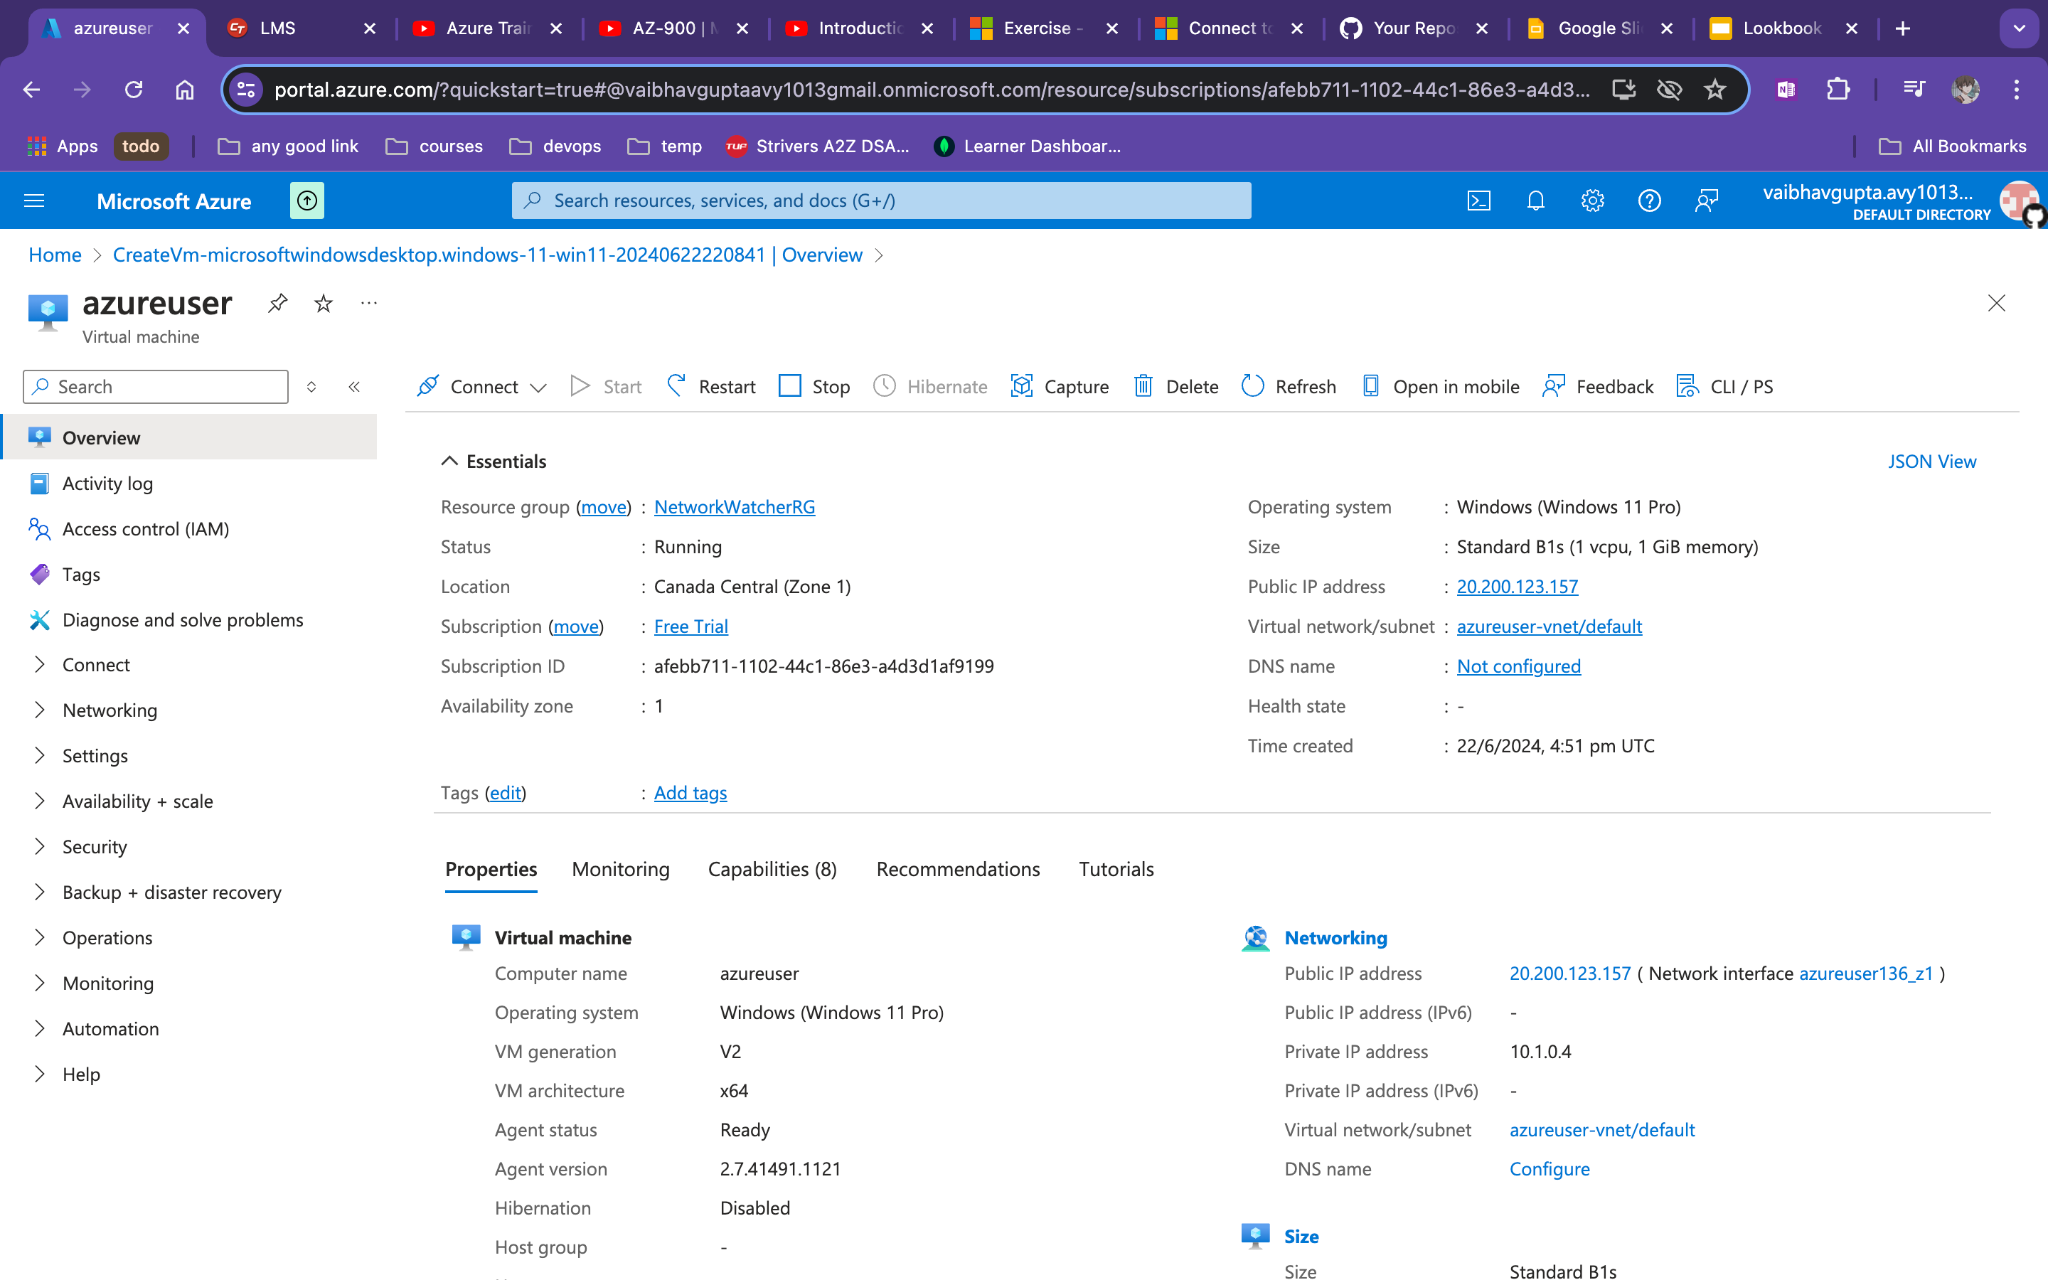 azureuser
LMS
Azure Trai
AZ-900 |
Introductic
Exercise -
Connect to
Your Repo
Google Sli
Lookbook
portal.azure.com/?quickstart=true#@vaibhavguptaavy1013gmail.onmicrosoft.com/resource/subscriptions/afebb711-1102-44c1-86e3-a4d3...
Apps
todo
any good link
courses
devops
temp
Strivers A2Z DSA...
Learner Dashboar...
All Bookmarks
Microsoft Azure
Search resources, services, and docs (G+/)
vaibhavgupta.avy1013...
DEFAULT DIRECTORY
Home > CreateVm-microsoftwindowsdesktop.windows-11-win11-20240622220841 | Overview >
azureuser
Virtual machine
Search
Connect
Start
Restart
Stop
Hibernate
Capture
Delete
Refresh
Open in mobile
Feedback
CLI / PS
Overview
Activity log
Access control (IAM)
Tags
Diagnose and solve problems
Connect
Networking
Settings
Availability + scale
Security
Backup + disaster recovery
Operations
Monitoring
Automation
Help
Essentials
JSON View
Resource group (move) : NetworkWatcherRG
Status : Running
Location : Canada Central (Zone 1)
Subscription (move) : Free Trial
Subscription ID : afebb711-1102-44c1-86e3-a4d3d1af9199
Availability zone : 1
Operating system : Windows (Windows 11 Pro)
Size : Standard B1s (1 vcpu, 1 GiB memory)
Public IP address : 20.200.123.157
Virtual network/subnet : azureuser-vnet/default
DNS name : Not configured
Health state : -
Time created : 22/6/2024, 4:51 pm UTC
Tags (edit) : Add tags
Properties
Monitoring
Capabilities (8)
Recommendations
Tutorials
Virtual machine
Computer name azureuser
Operating system Windows (Windows 11 Pro)
VM generation V2
VM architecture x64
Agent status Ready
Agent version 2.7.41491.1121
Hibernation Disabled
Host group -
Networking
Public IP address 20.200.123.157 ( Network interface azureuser136_z1 )
Public IP address (IPv6) -
Private IP address 10.1.0.4
Private IP address (IPv6) -
Virtual network/subnet azureuser-vnet/default
DNS name Configure
Size
Size Standard B1s